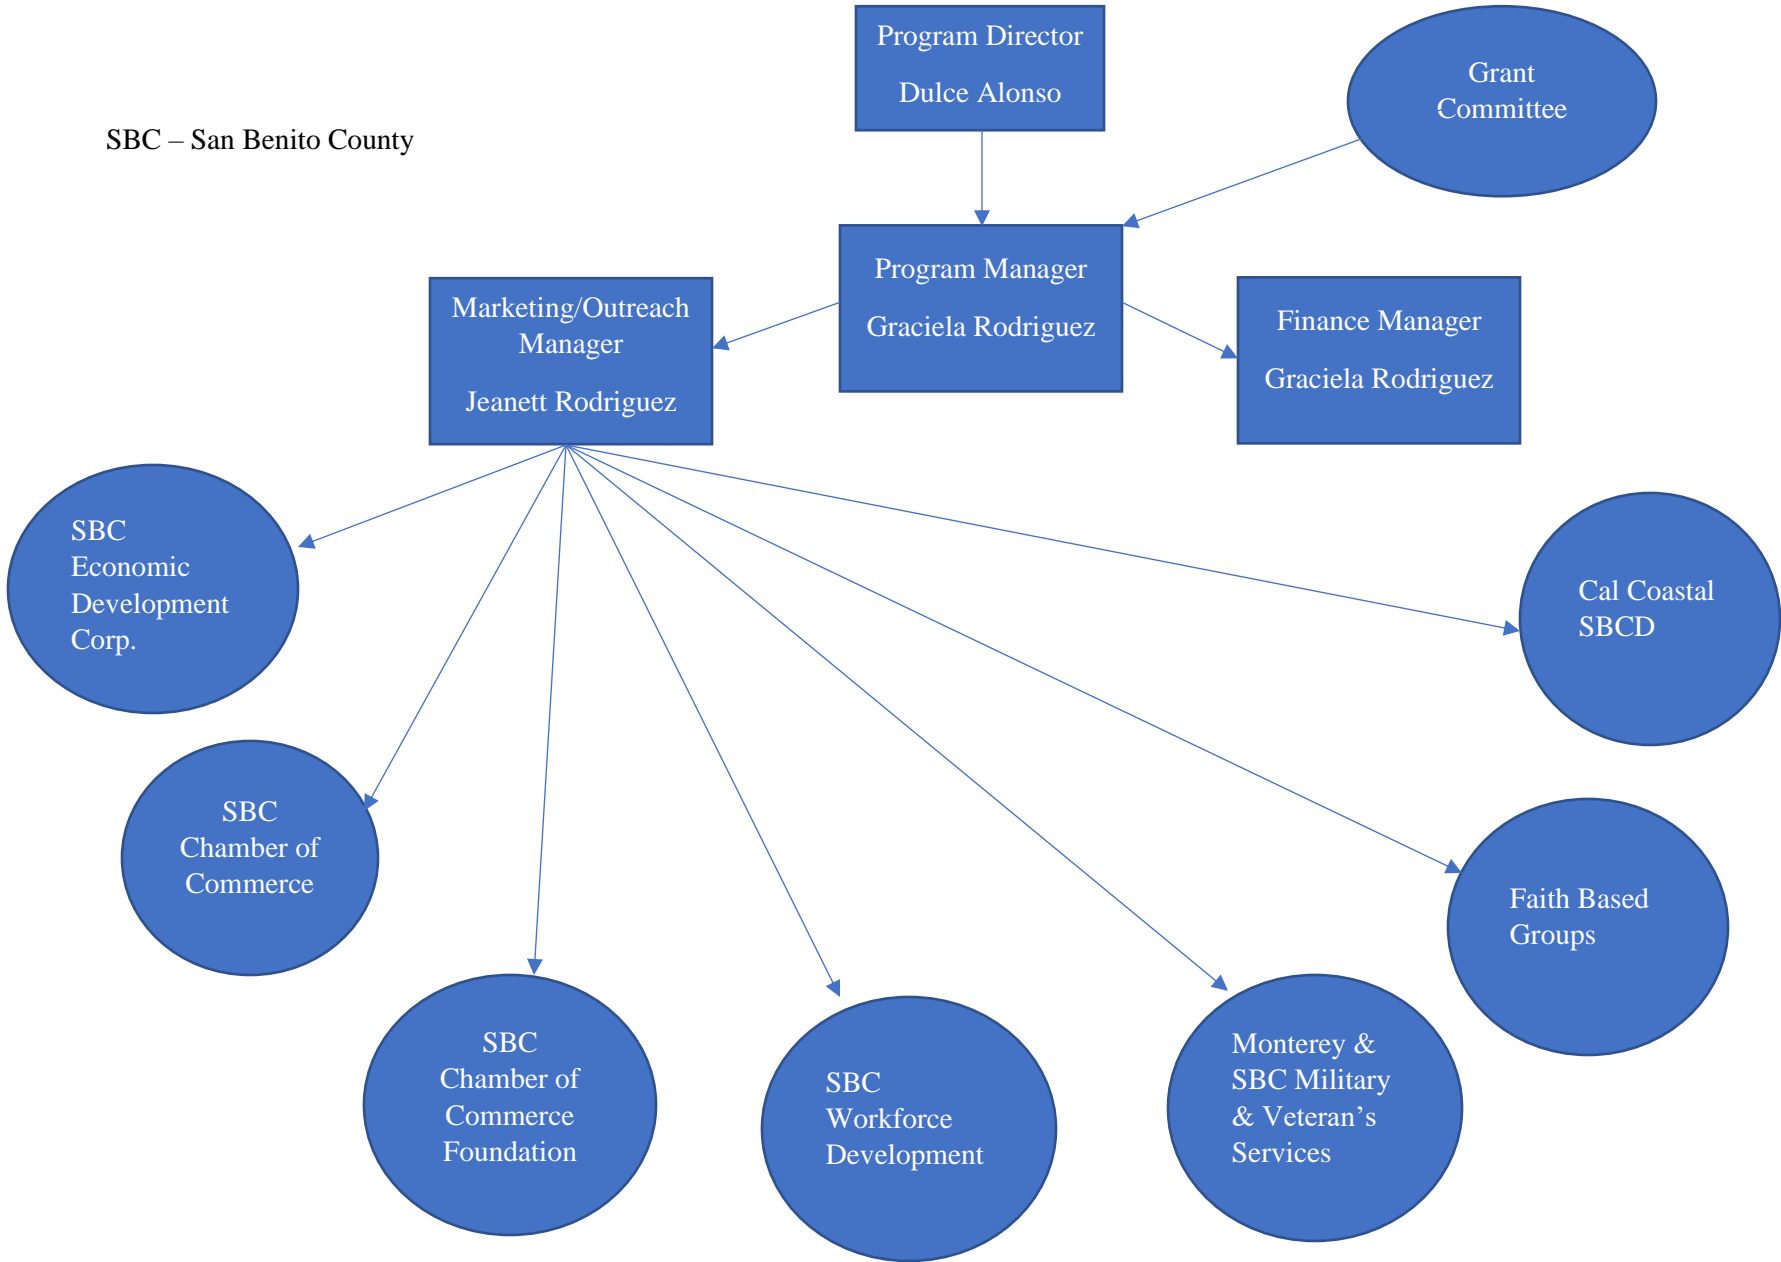 Program Director
Dulce Alonso
Grant
Committee
SBC – San Benito County
Program Manager
Graciela Rodriguez
Marketing/Outreach
Manager
Jeanett Rodriguez
Finance Manager
Graciela Rodriguez
SBC
Economic
Development
Corp.
Cal Coastal
SBCD
SBC
Chamber of
Commerce
Faith Based
Groups
SBC
Chamber of
Commerce
Foundation
SBC
Workforce
Development
Monterey &
SBC Military
& Veteran’s
Services